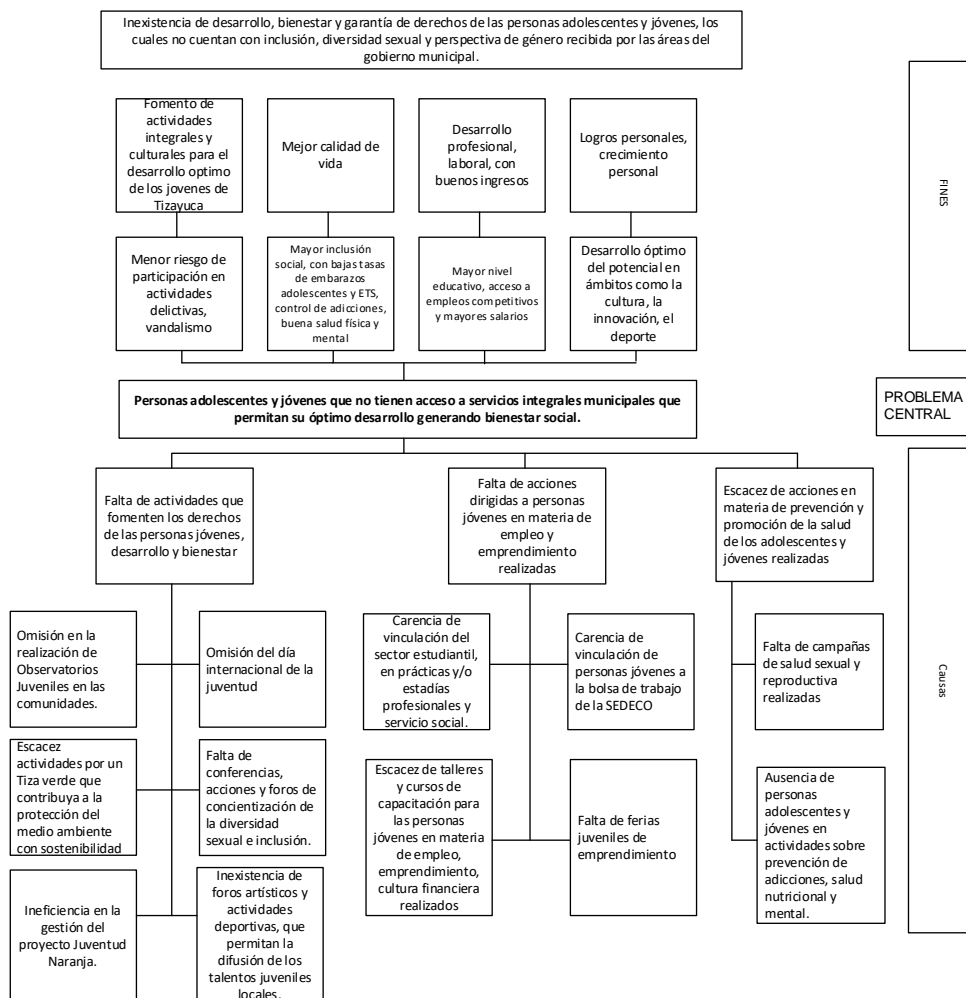 Inexistencia de desarrollo, bienestar y garantía de derechos de las personas adolescentes y jóvenes, los
cuales no cuentan con inclusión, diversidad sexual y perspectiva de género recibida por las áreas del
gobierno municipal.
Fomento de
actividades
integrales y
culturales para el
desarrollo optimo
de los jovenes de
Tizayuca
Mejor calidad de
vida
Desarrollo
profesional,
laboral, con
buenos ingresos
Logros personales,
crecimiento
personal
FINES
Menor riesgo de
participación en
actividades
delictivas,
vandalismo
Mayor inclusión
social, con bajas tasas
de embarazos
adolescentes y ETS,
control de adicciones,
buena salud física y
mental
Mayor nivel
educativo, acceso a
empleos competitivos
y mayores salarios
Desarrollo óptimo
del potencial en
ámbitos como la
cultura, la
innovación, el
deporte
Personas adolescentes y jóvenes que no tienen acceso a servicios integrales municipales que
permitan su óptimo desarrollo generando bienestar social.
PROBLEMA
CENTRAL
Falta de actividades que
fomenten los derechos
de las personas jóvenes,
desarrollo y bienestar
Falta de acciones
dirigidas a personas
jóvenes en materia de
empleo y
emprendimiento
realizadas
Escacez de acciones en
materia de prevención y
promoción de la salud
de los adolescentes y
jóvenes realizadas
Causas
Omisión en la
realización de
Observatorios
Juveniles en las
comunidades.
Omisión del día
internacional de la
juventud
Carencia de
vinculación del
sector estudiantil,
en prácticas y/o
estadías
profesionales y
servicio social.
Carencia de
vinculación de
personas jóvenes a
la bolsa de trabajo
de la SEDECO
Falta de campañas
de salud sexual y
reproductiva
realizadas
Escacez
actividades por un
Tiza verde que
contribuya a la
protección del
medio ambiente
con sostenibilidad
Falta de
conferencias,
acciones y foros de
concientización de
la diversidad
sexual e inclusión.
Escacez de talleres
y cursos de
capacitación para
las personas
jóvenes en materia
de empleo,
emprendimiento,
cultura financiera
realizados
Falta de ferias
juveniles de
emprendimiento
Ausencia de
personas
adolescentes y
jóvenes en
actividades sobre
prevención de
adicciones, salud
nutricional y
mental.
Ineficiencia en la
gestión del
proyecto Juventud
Naranja.
Inexistencia de
foros artísticos y
actividades
deportivas, que
permitan la
difusión de los
talentos juveniles
locales.